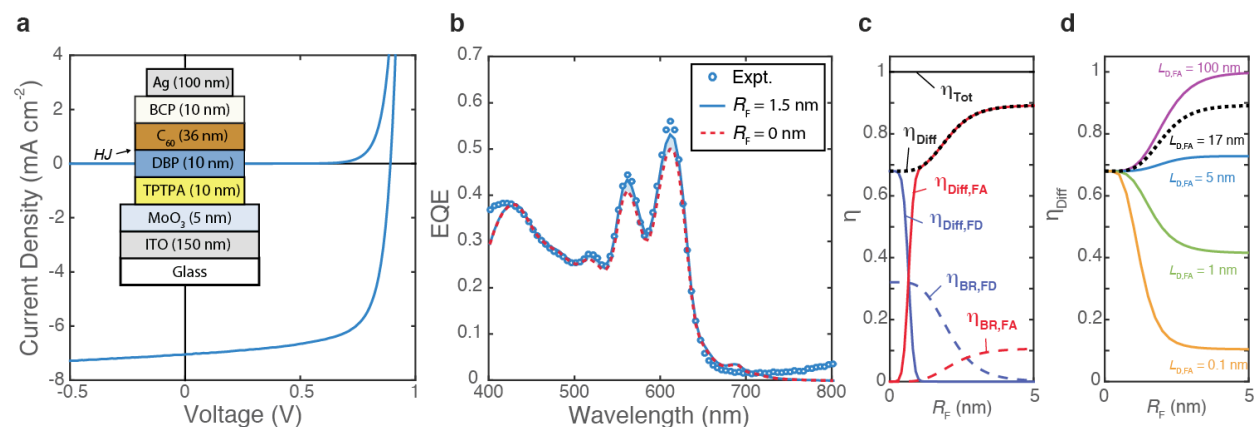 a
Current Density (mA cm⁻²)
4
2
0
-2
-4
-6
-8
-0.5
0
0.5
1
Voltage (V)
Ag (100 nm)
BCP (10 nm)
C₆₀ (36 nm)
HJ
DBP (10 nm)
TPTPA (10 nm)
MoO₃ (5 nm)
ITO (150 nm)
Glass
b
EQE
0.7
0.6
0.5
0.4
0.3
0.2
0.1
0
400
500
600
700
800
Wavelength (nm)
Expt.
R_F = 1.5 nm
R_F = 0 nm
c
η
1
0.8
0.6
0.4
0.2
0
0
5
R_F (nm)
η_Tot
η_Diff
η_Diff,FA
η_Diff,FD
η_BR,FD
η_BR,FA
d
η_Diff
1
0.8
0.6
0.4
0.2
0
0
5
R_F (nm)
L_D,FA = 100 nm
L_D,FA = 17 nm
L_D,FA = 5 nm
L_D,FA = 1 nm
L_D,FA = 0.1 nm